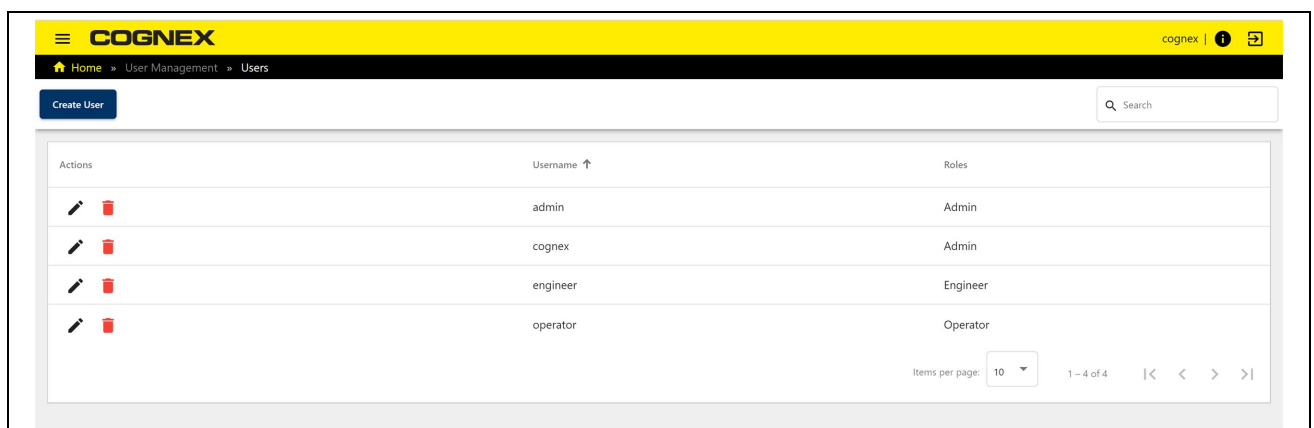 COGNEX cognex |
Home » User Management » Users
Create User Search
Actions Username Roles
admin Admin
cognex Admin
engineer Engineer
operator Operator
Items per page: 10 1 – 4 of 4